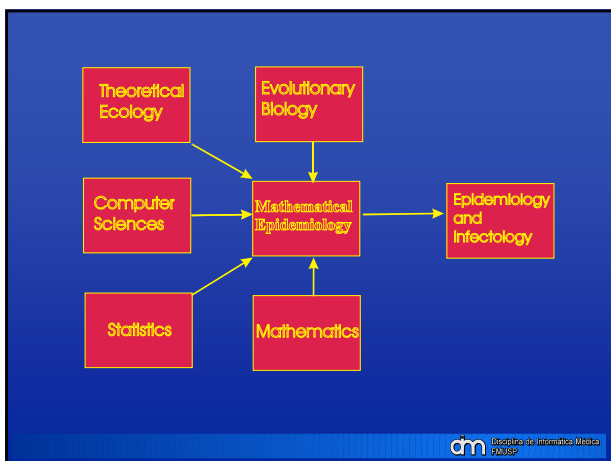 Theoretical
Ecology
Evolutionary
Biology
Computer
Sciences
Mathematical
Epidemiology
Epidemiology
and
Infectology
Statistics
Mathematics
dim
Disciplina de Informática Médica
FMUSP